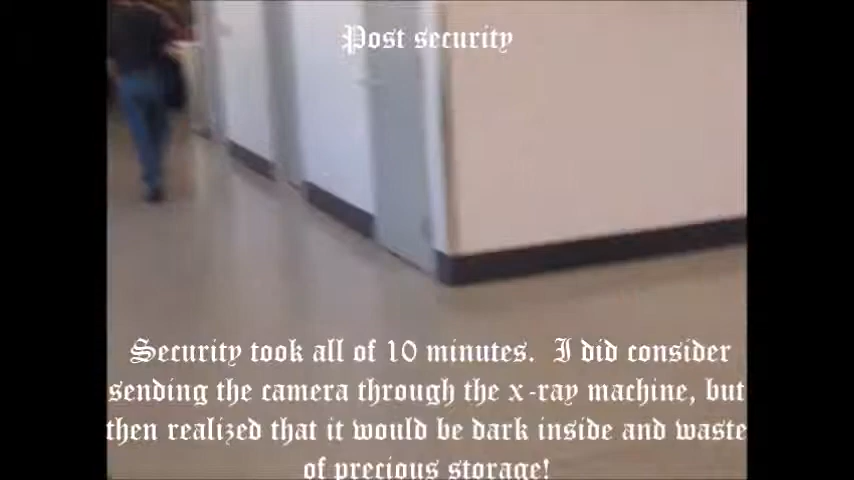 Post security
Security took all of 10 minutes. I did consider
sending the camera through the x-ray machine, but
then realized that it would be dark inside and waste
of precious storage!